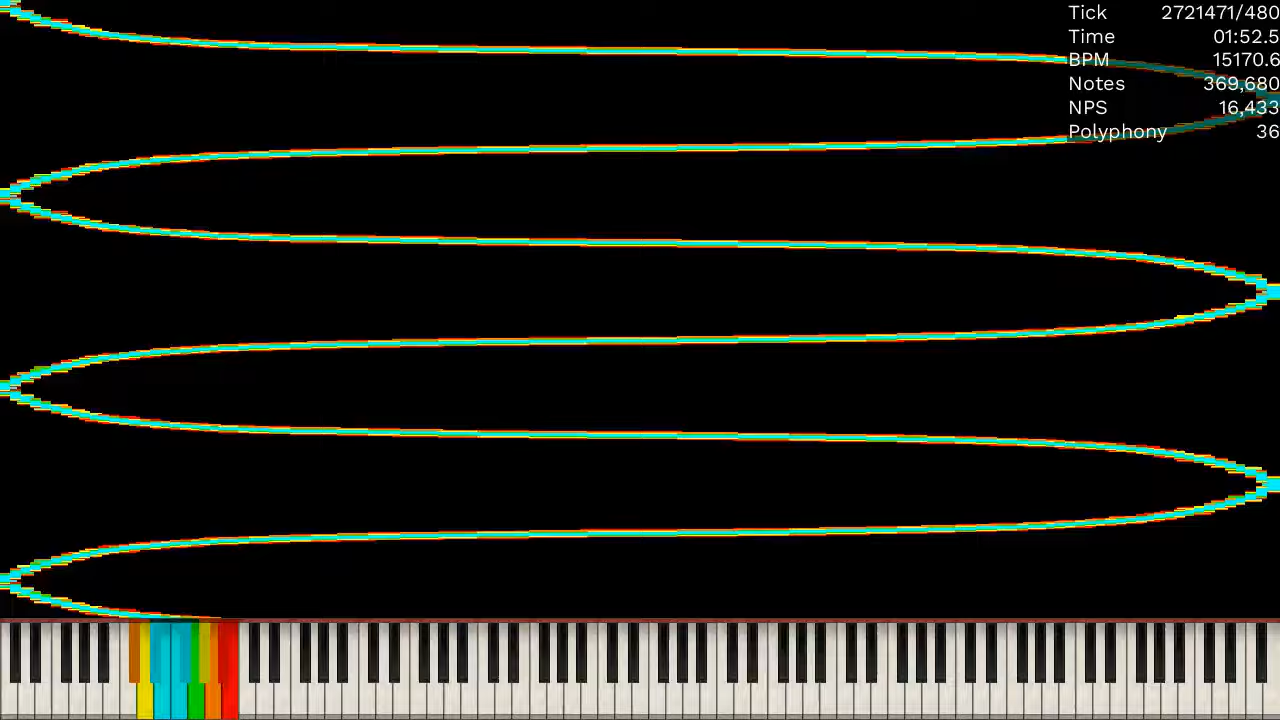 Tick 2721471/480
Time 01:52.5
BPM 15170.6
Notes 369,680
NPS 16,433
Polyphony 36